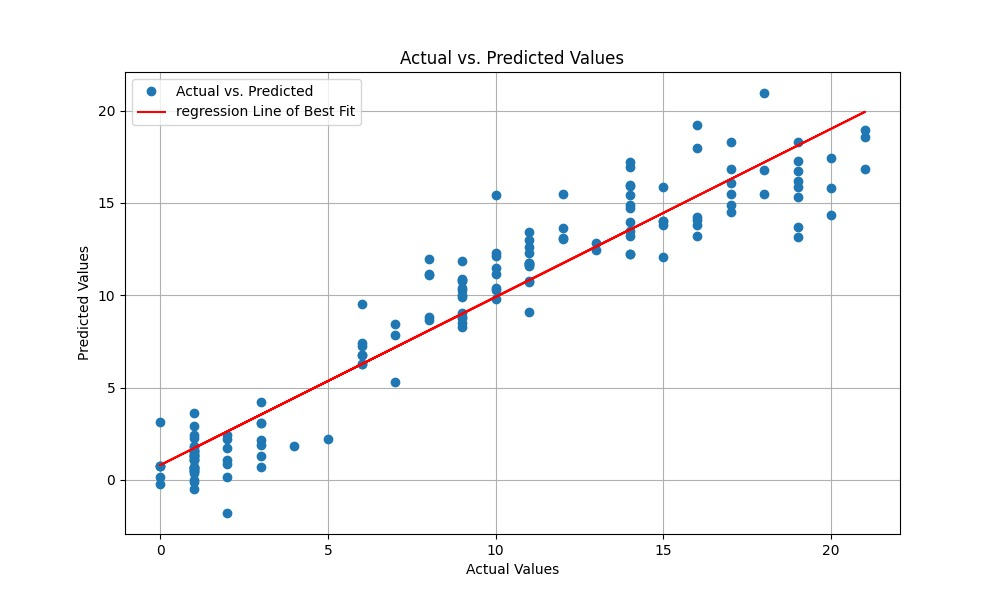 Actual vs. Predicted Values
Actual vs. Predicted
regression Line of Best Fit
Predicted Values
20
15
10
5
0
0 5 10 15 20
Actual Values